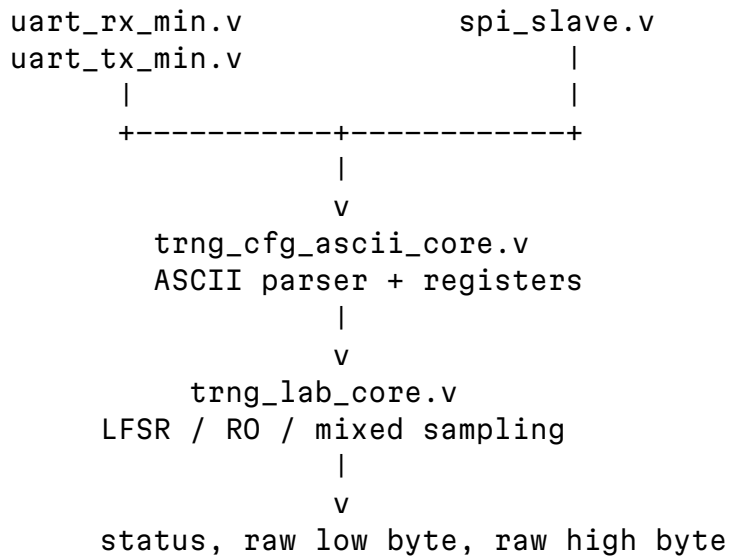 uart_rx_min.v spi_slave.v
uart_tx_min.v |
| |
+-----------+------------+
|
v
trng_cfg_ascii_core.v
ASCII parser + registers
|
v
trng_lab_core.v
LFSR / RO / mixed sampling
|
v
status, raw low byte, raw high byte